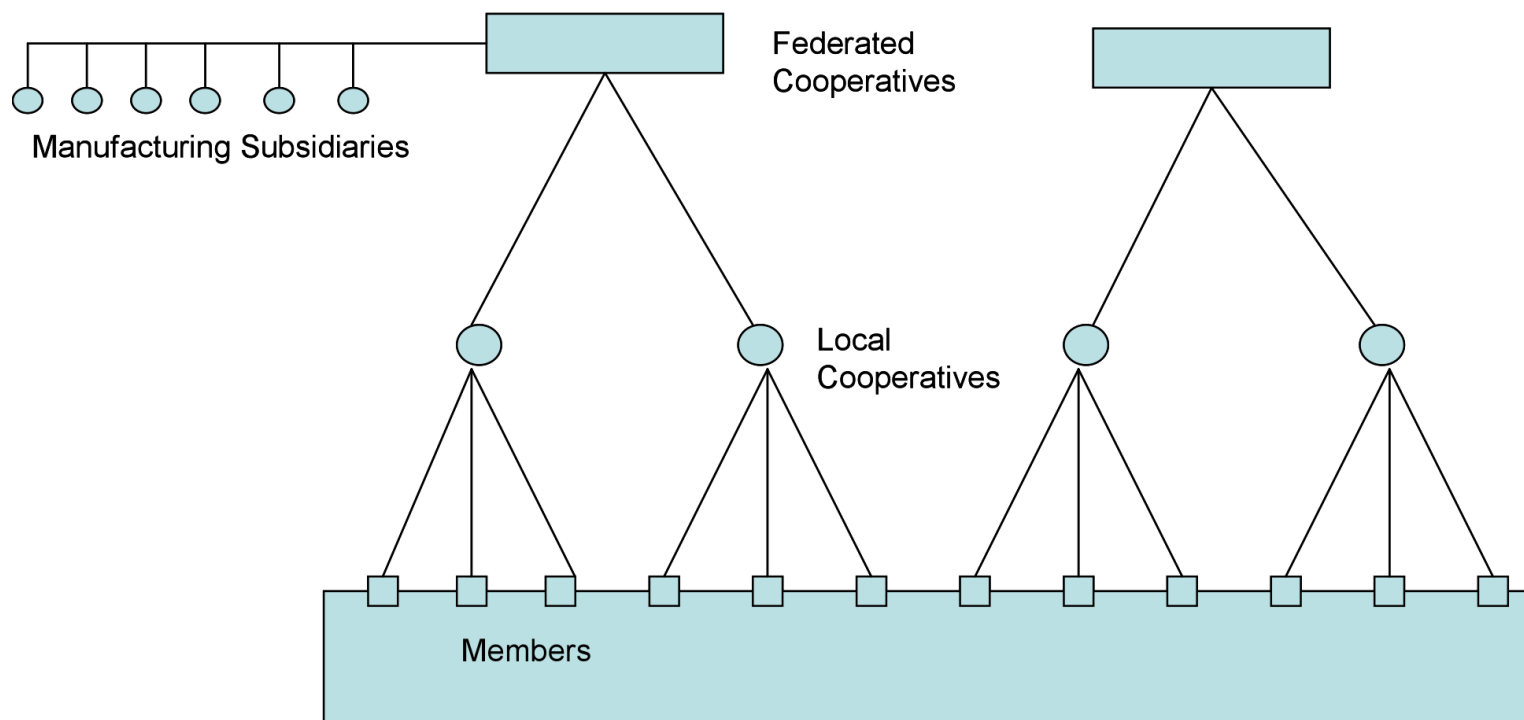 Federated
Cooperatives
Manufacturing Subsidiaries
Local
Cooperatives
Members